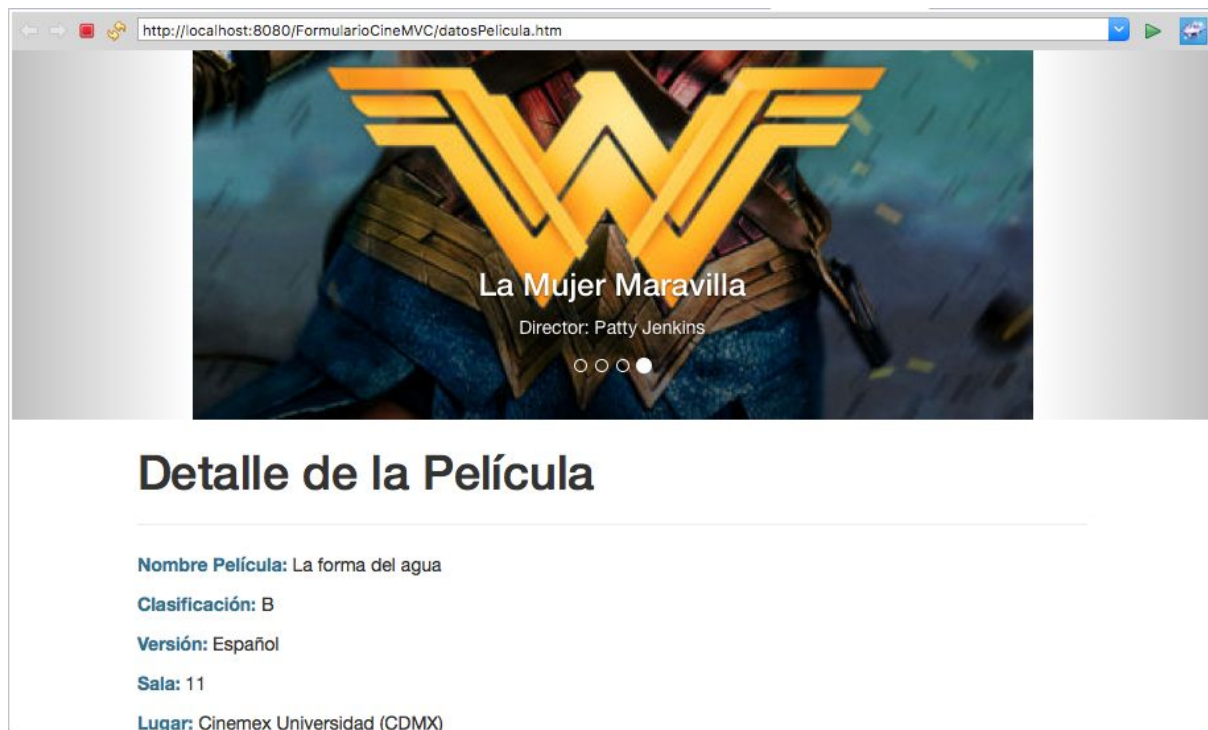 http://localhost:8080/FormularioCineMVC/datosPelicula.htm
La Mujer Maravilla
Director: Patty Jenkins
Detalle de la Película
Nombre Película: La forma del agua
Clasificación: B
Versión: Español
Sala: 11
Lugar: Cinemex Universidad (CDMX)